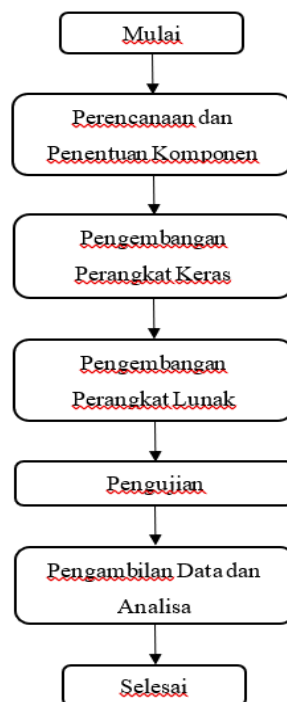 Mulai
Perencanaan dan
Penentuan Komponen
Pengembangan
Perangkat Keras
Pengembangan
Perangkat Lunak
Pengujian
Pengambilan Data dan
Analisa
Selesai